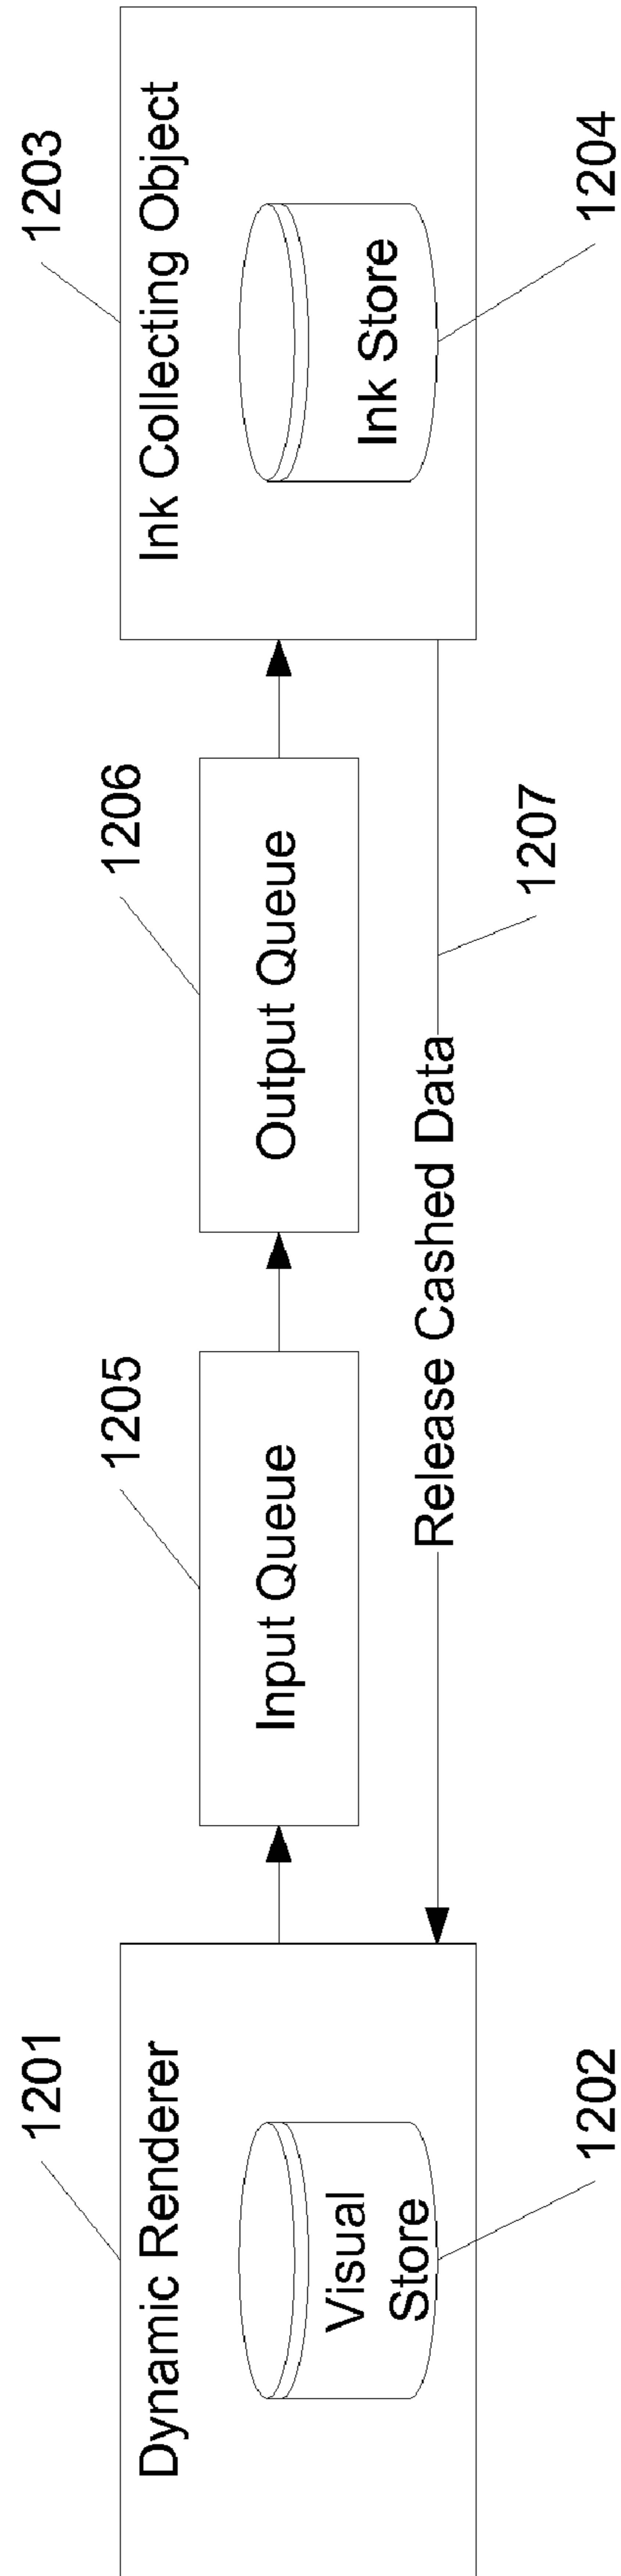 1201
Dynamic Renderer
Visual
Store
1202
1205
Input Queue
1206
Output Queue
Release Cashed Data
1207
1203
Ink Collecting Object
Ink Store
1204